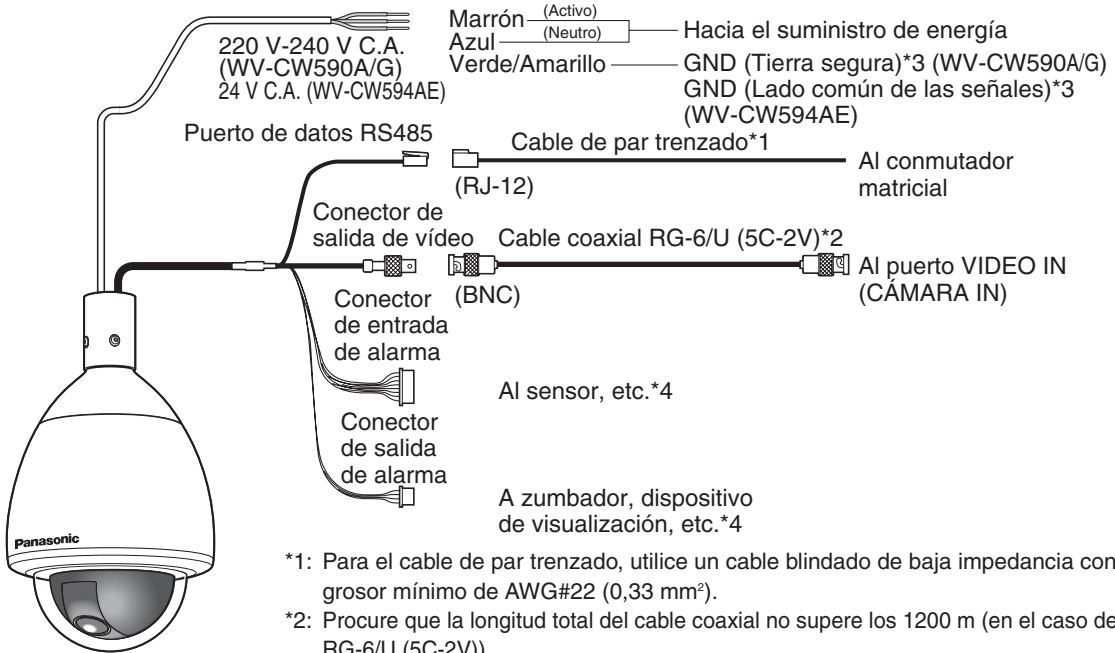 220 V-240 V C.A.
(WV-CW590A/G)
24 V C.A. (WV-CW594AE)
Marrón (Activo)
Azul (Neutro)
Hacia el suministro de energía
Verde/Amarillo
GND (Tierra segura)*3 (WV-CW590A/G)
GND (Lado común de las señales)*3
(WV-CW594AE)
Puerto de datos RS485
Cable de par trenzado*1
(RJ-12)
Al conmutador
matricial
Conector de
salida de vídeo
Cable coaxial RG-6/U (5C-2V)*2
(BNC)
Al puerto VIDEO IN
(CÁMARA IN)
Conector
de entrada
de alarma
Al sensor, etc.*4
Conector
de salida
de alarma
A zumbador, dispositivo
de visualización, etc.*4
Panasonic
*1: Para el cable de par trenzado, utilice un cable blindado de baja impedancia con
grosor mínimo de AWG#22 (0,33 mm²).
*2: Procure que la longitud total del cable coaxial no supere los 1200 m (en el caso de
RG-6/U (5C-2V)).